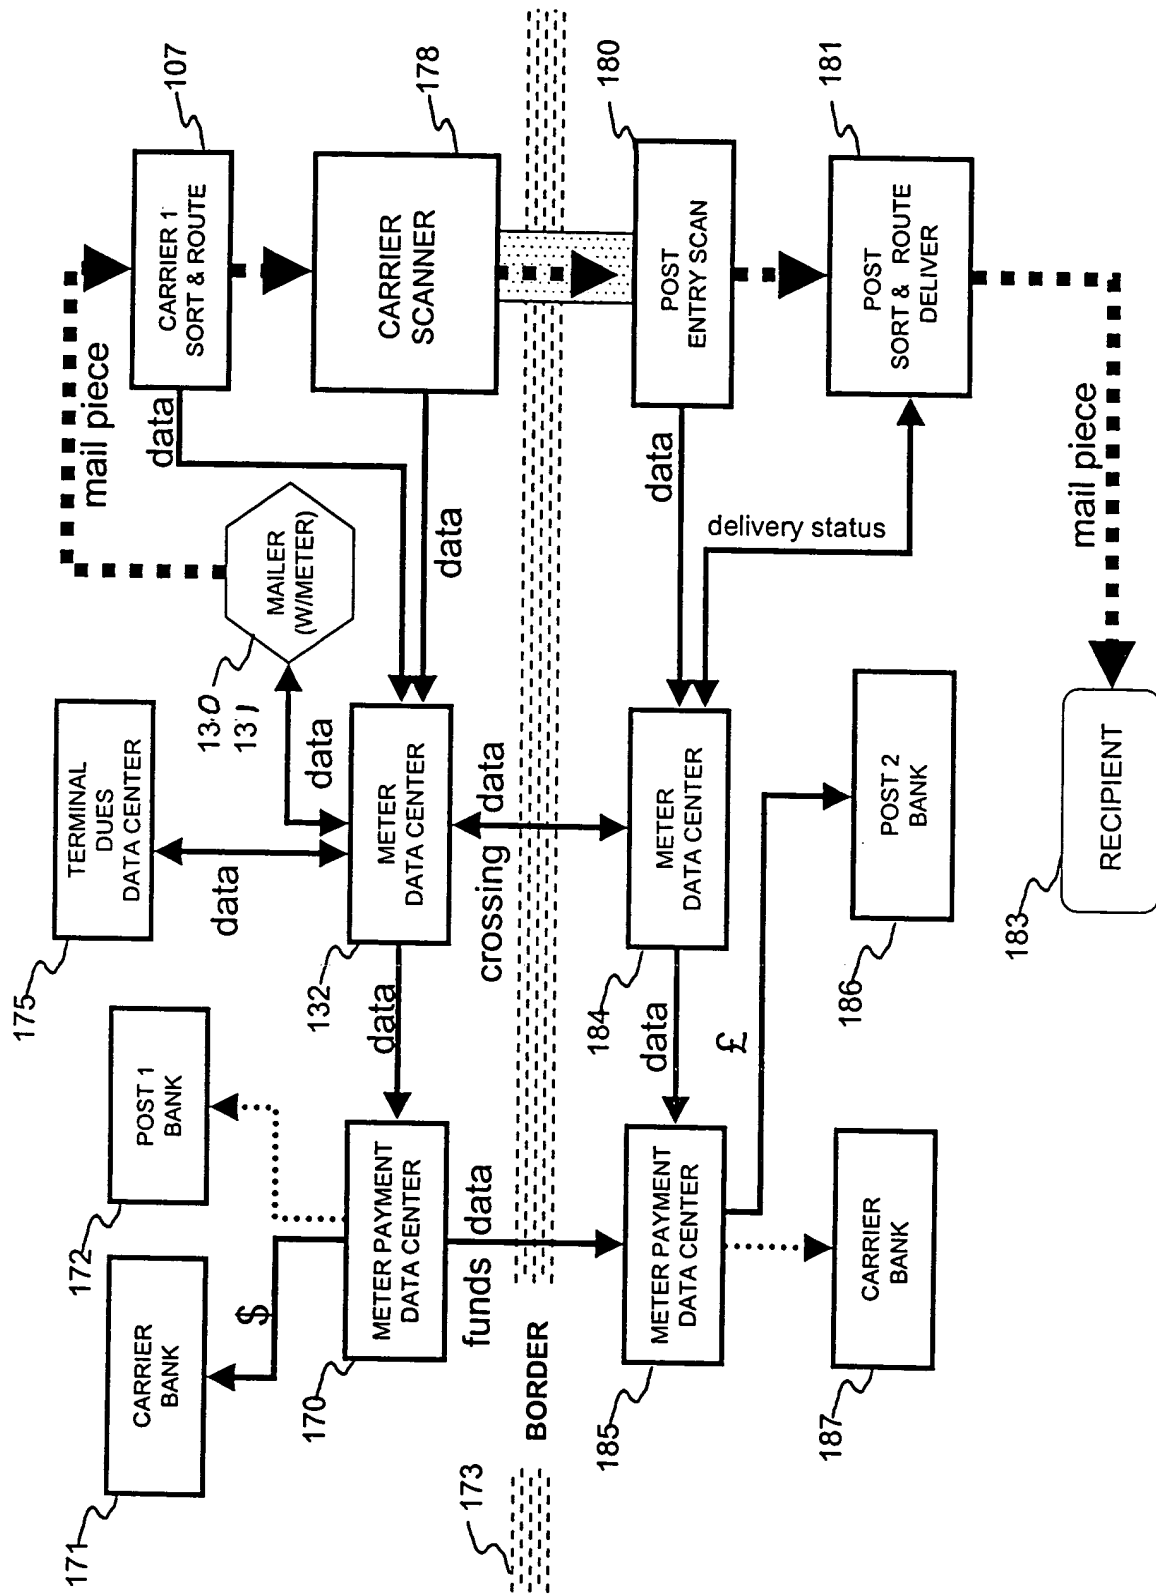 171
CARRIER
BANK
172
POST 1
BANK
175
TERMINAL
DUES
DATA CENTER
mail piece
CARRIER 1
SORT & ROUTE
107
$
data
130
131
MAILER
(W/METER)
data
data
170
METER PAYMENT
DATA CENTER
data
132
METER
DATA CENTER
data
CARRIER
SCANNER
178
funds data
crossing data
173
BORDER
185
METER PAYMENT
DATA CENTER
data
184
METER
DATA CENTER
data
POST
ENTRY SCAN
180
£
delivery status
187
CARRIER
BANK
186
POST 2
BANK
POST
SORT & ROUTE
DELIVER
181
183
RECIPIENT
mail piece